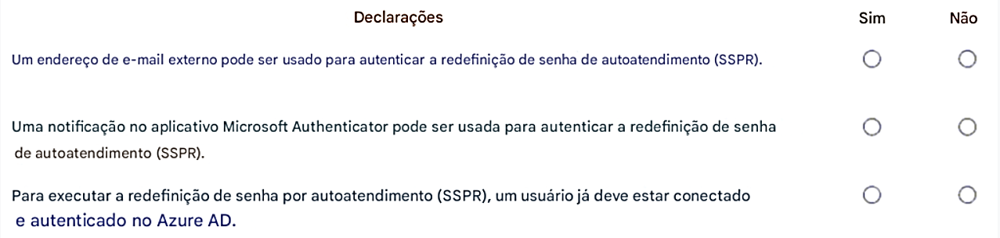 Declarações Sim Não
Um endereço de e-mail externo pode ser usado para autenticar a redefinição de senha de autoatendimento (SSPR).
Uma notificação no aplicativo Microsoft Authenticator pode ser usada para autenticar a redefinição de senha
de autoatendimento (SSPR).
Para executar a redefinição de senha por autoatendimento (SSPR), um usuário já deve estar conectado
e autenticado no Azure AD.